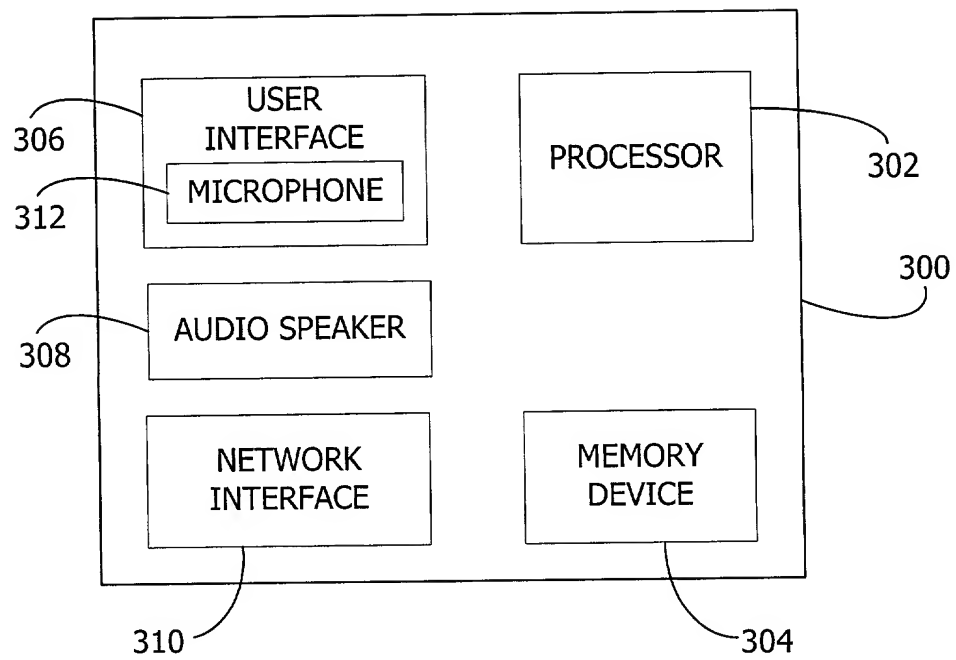 USER
INTERFACE
306
MICROPHONE
312
PROCESSOR
302
300
AUDIO SPEAKER
308
NETWORK
INTERFACE
MEMORY
DEVICE
310
304